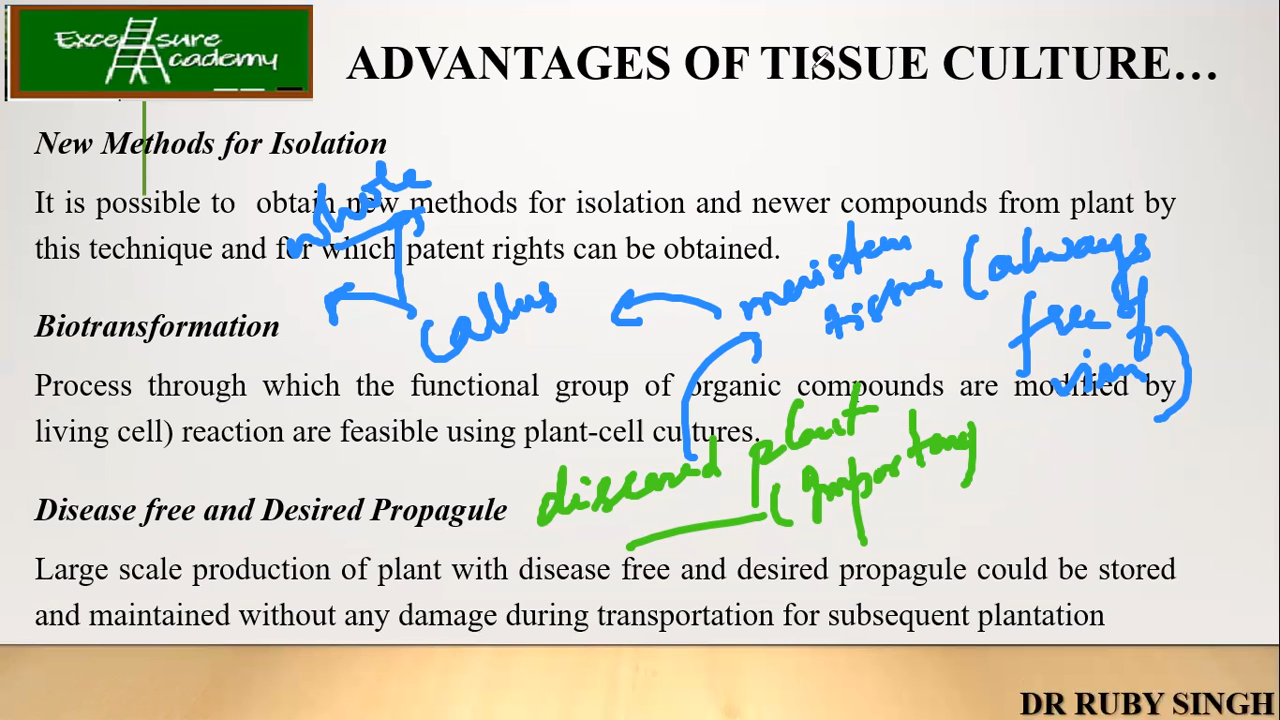 Excel sure
Academy
ADVANTAGES OF TISSUE CULTURE…
New Methods for Isolation
It is possible to obtain new methods for isolation and newer compounds from plant by
this technique and for which patent rights can be obtained.
whole
meristem
tissue (always
free of
Callus
Biotransformation
Process through which the functional group of organic compounds are modified by
living cell) reaction are feasible using plant-cell cultures.
diseased plant
(Important)
Disease free and Desired Propagule
Large scale production of plant with disease free and desired propagule could be stored
and maintained without any damage during transportation for subsequent plantation
DR RUBY SINGH